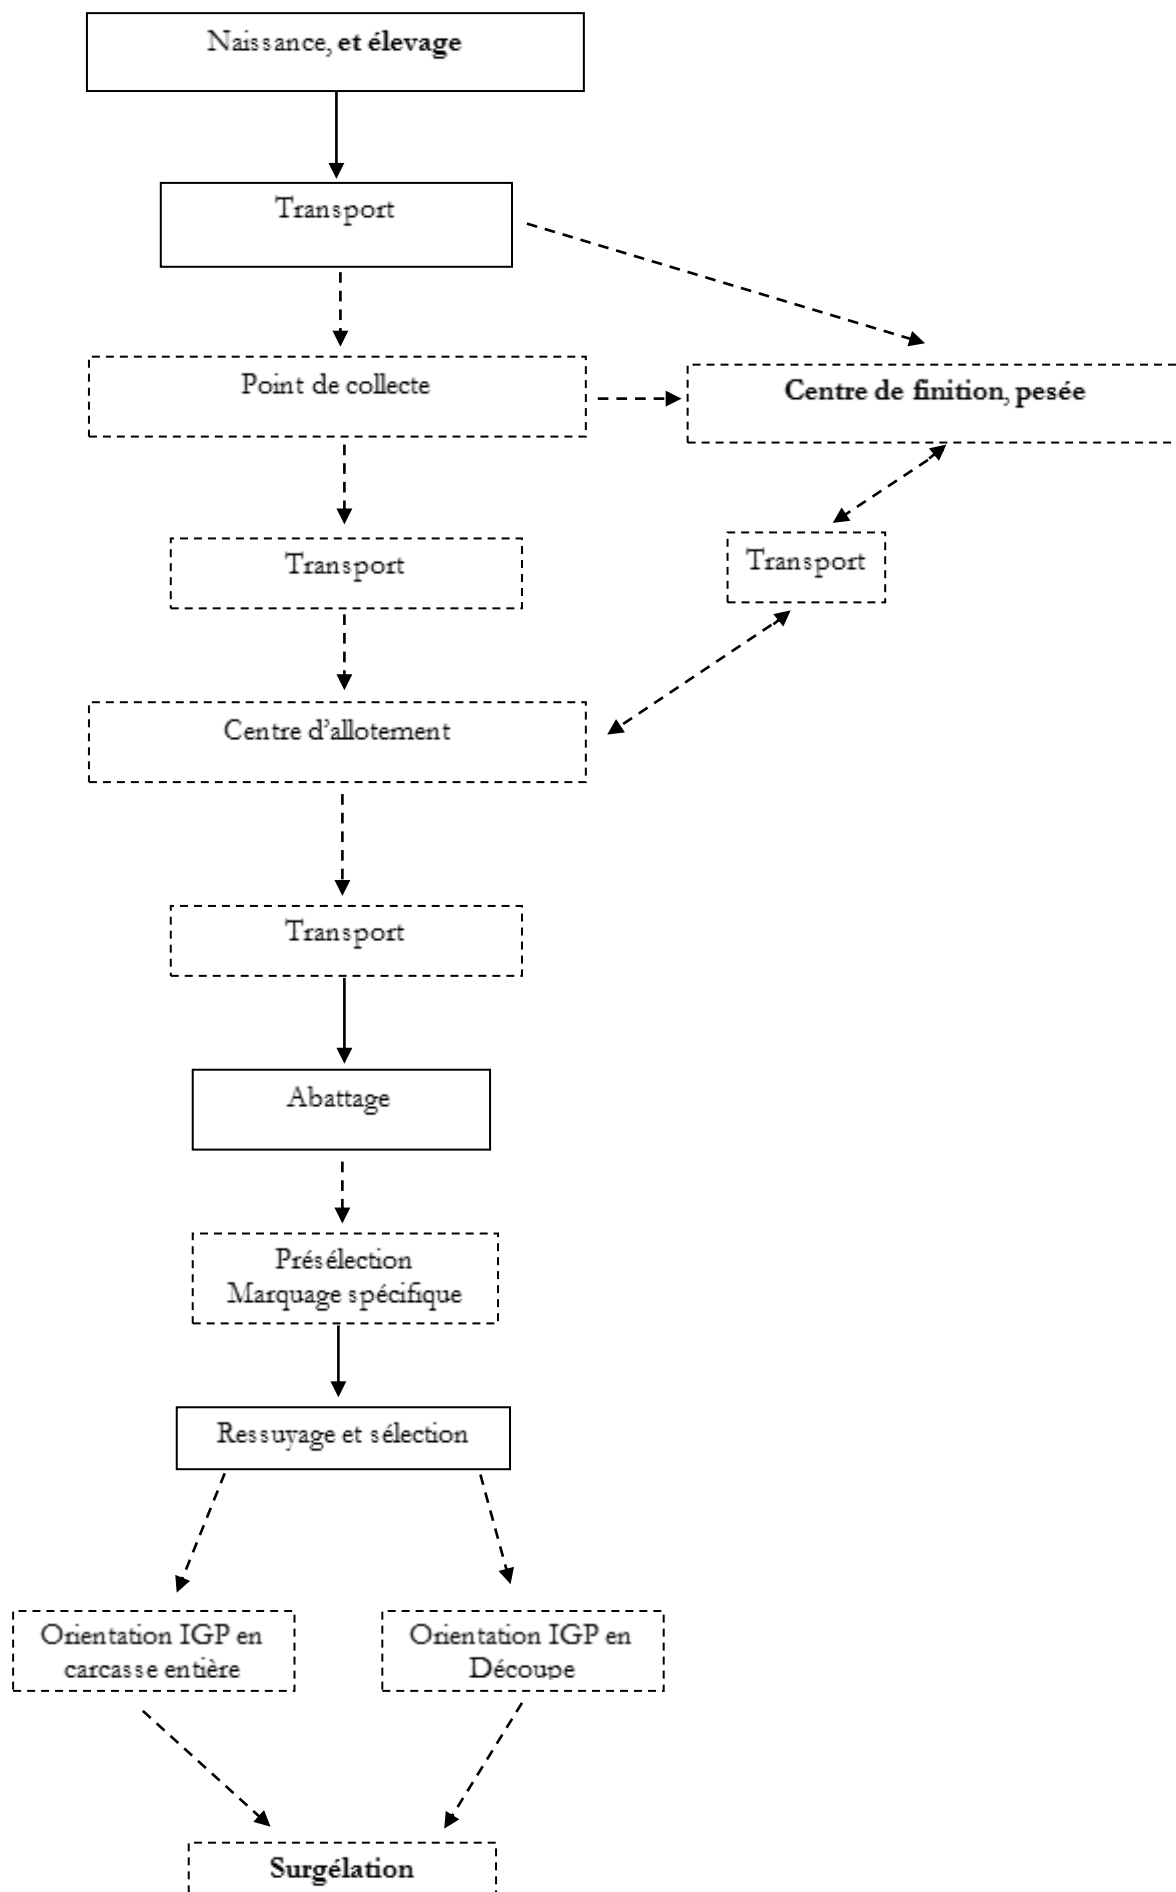 Naissance, et élevage
Transport
Point de collecte
Centre de finition, pesée
Transport
Transport
Centre d'allotement
Transport
Abattage
Présélection
Marquage spécifique
Ressuyage et sélection
Orientation IGP en
carcasse entière
Orientation IGP en
Découpe
Surgélation